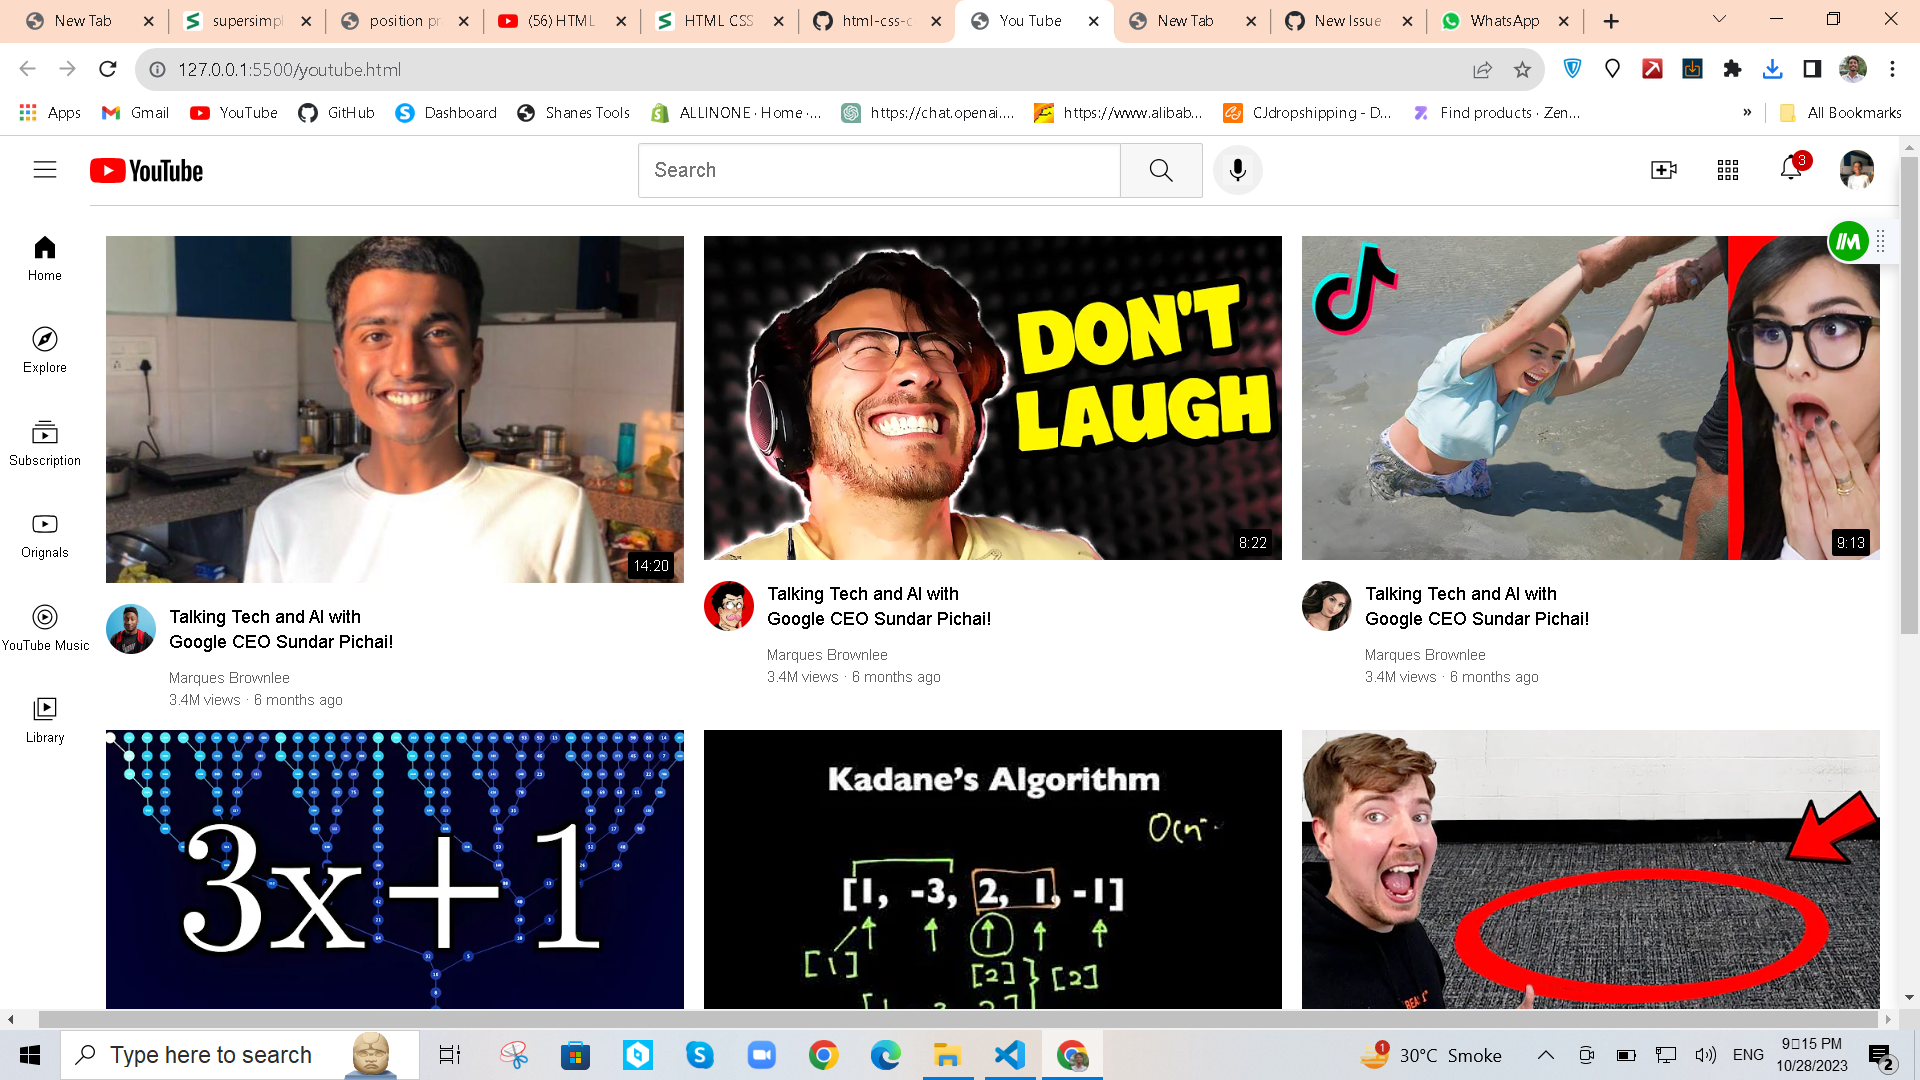 New Tab
supersimpl
position pr
(56) HTML
HTML CSS
html-css-c
You Tube
New Tab
New Issue
WhatsApp
127.0.0.1:5500/youtube.html
Apps
Gmail
YouTube
GitHub
Dashboard
Shanes Tools
ALLINONE · Home ·...
https://chat.openai....
https://www.alibab...
CJdropshipping - D...
Find products · Zen...
»
All Bookmarks
YouTube
Search
3
Home
Explore
Subscription
Orignals
YouTube Music
Library
14:20
Talking Tech and AI with
Google CEO Sundar Pichai!
Marques Brownlee
3.4M views · 6 months ago
DON'T
LAUGH
8:22
Talking Tech and AI with
Google CEO Sundar Pichai!
Marques Brownlee
3.4M views · 6 months ago
9:13
Talking Tech and AI with
Google CEO Sundar Pichai!
Marques Brownlee
3.4M views · 6 months ago
3x+1
Kadane's Algorithm
[1, -3, 2, 1, -1]
[1]
[2]
[2]
Type here to search
1
30°C Smoke
ENG
9▯15 PM
10/28/2023
2